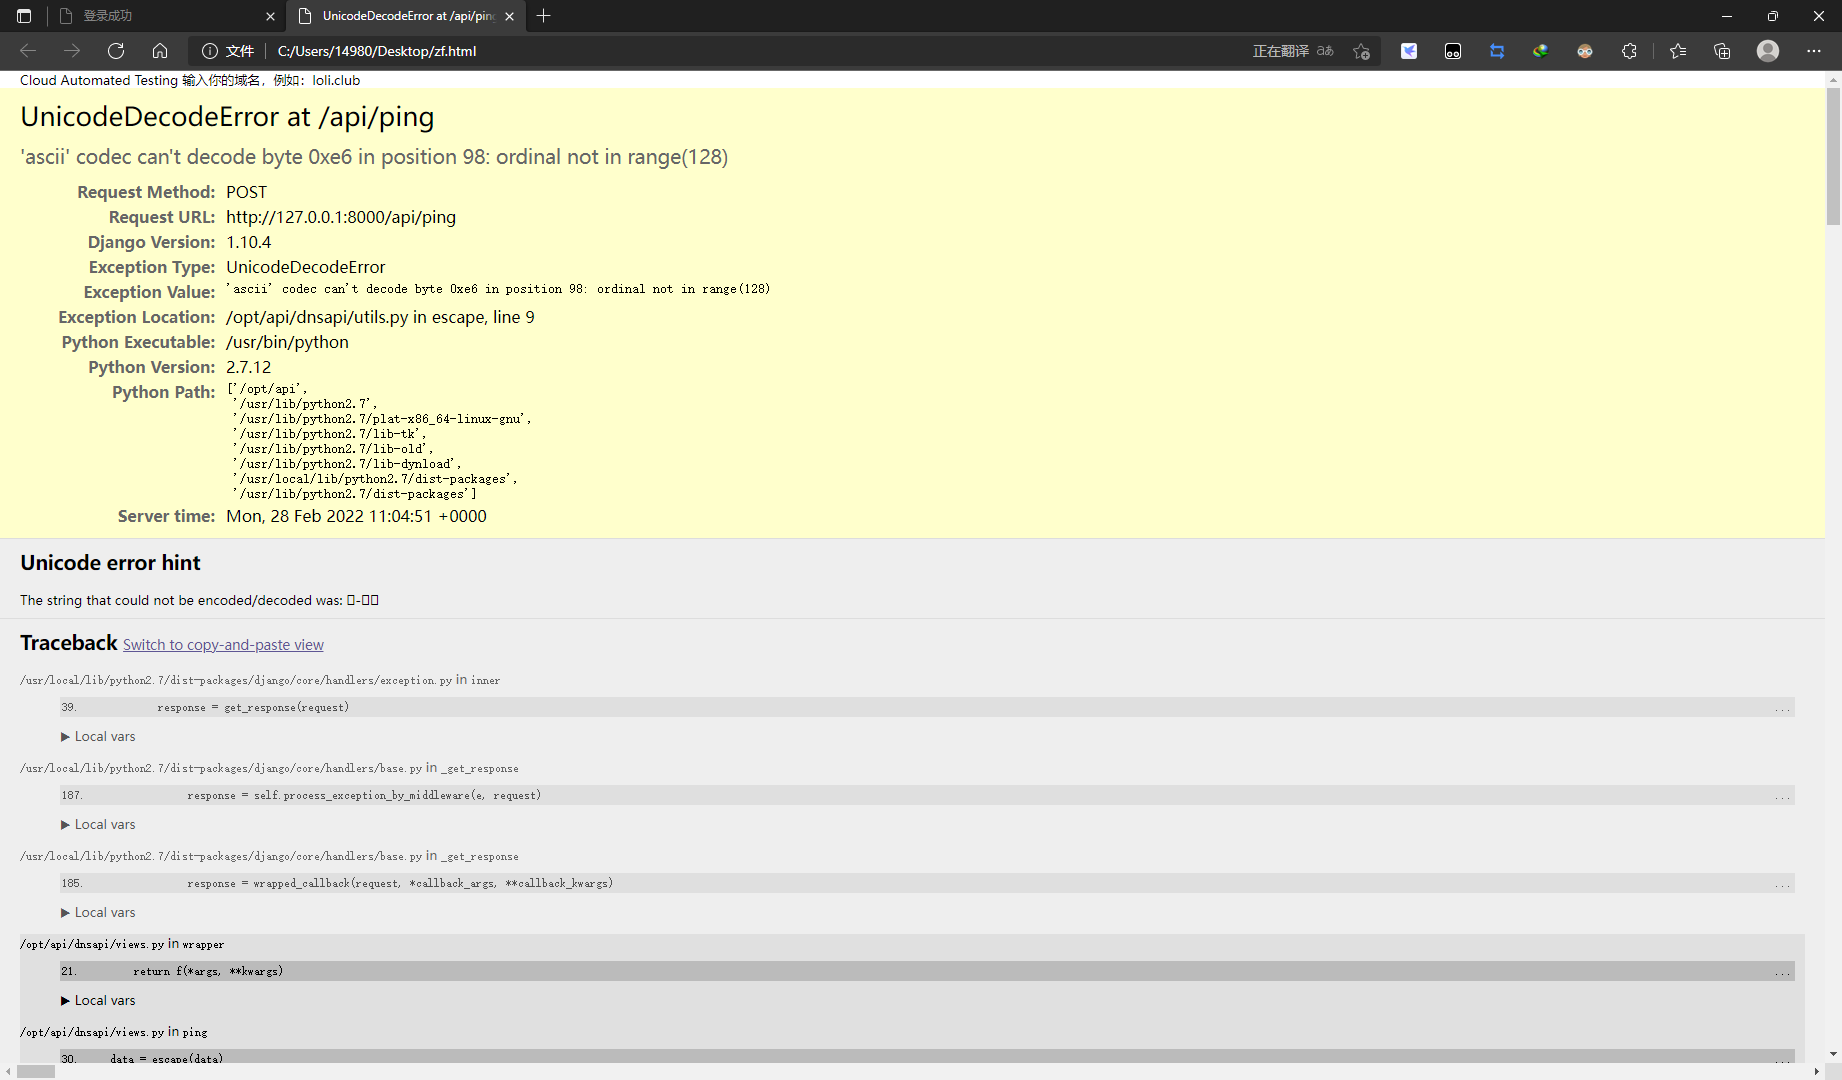 登录成功
UnicodeDecodeError at /api/pin
文件
C:/Users/14980/Desktop/zf.html
正在翻译
Cloud Automated Testing 输入你的域名，例如：loli.club
UnicodeDecodeError at /api/ping
'ascii' codec can't decode byte 0xe6 in position 98: ordinal not in range(128)
Request Method: POST
Request URL: http://127.0.0.1:8000/api/ping
Django Version: 1.10.4
Exception Type: UnicodeDecodeError
Exception Value: 'ascii' codec can't decode byte 0xe6 in position 98: ordinal not in range(128)
Exception Location: /opt/api/dnsapi/utils.py in escape, line 9
Python Executable: /usr/bin/python
Python Version: 2.7.12
Python Path: ['/opt/api',
'/usr/lib/python2.7',
'/usr/lib/python2.7/plat-x86_64-linux-gnu',
'/usr/lib/python2.7/lib-tk',
'/usr/lib/python2.7/lib-old',
'/usr/lib/python2.7/lib-dynload',
'/usr/local/lib/python2.7/dist-packages',
'/usr/lib/python2.7/dist-packages']
Server time: Mon, 28 Feb 2022 11:04:51 +0000
Unicode error hint
The string that could not be encoded/decoded was: -
Traceback Switch to copy-and-paste view
/usr/local/lib/python2.7/dist-packages/django/core/handlers/exception.py in inner
39. response = get_response(request) ...
▶ Local vars
/usr/local/lib/python2.7/dist-packages/django/core/handlers/base.py in _get_response
187. response = self.process_exception_by_middleware(e, request) ...
▶ Local vars
/usr/local/lib/python2.7/dist-packages/django/core/handlers/base.py in _get_response
185. response = wrapped_callback(request, *callback_args, **callback_kwargs) ...
▶ Local vars
/opt/api/dnsapi/views.py in wrapper
21. return f(*args, **kwargs) ...
▶ Local vars
/opt/api/dnsapi/views.py in ping
30. data = escape(data) ...